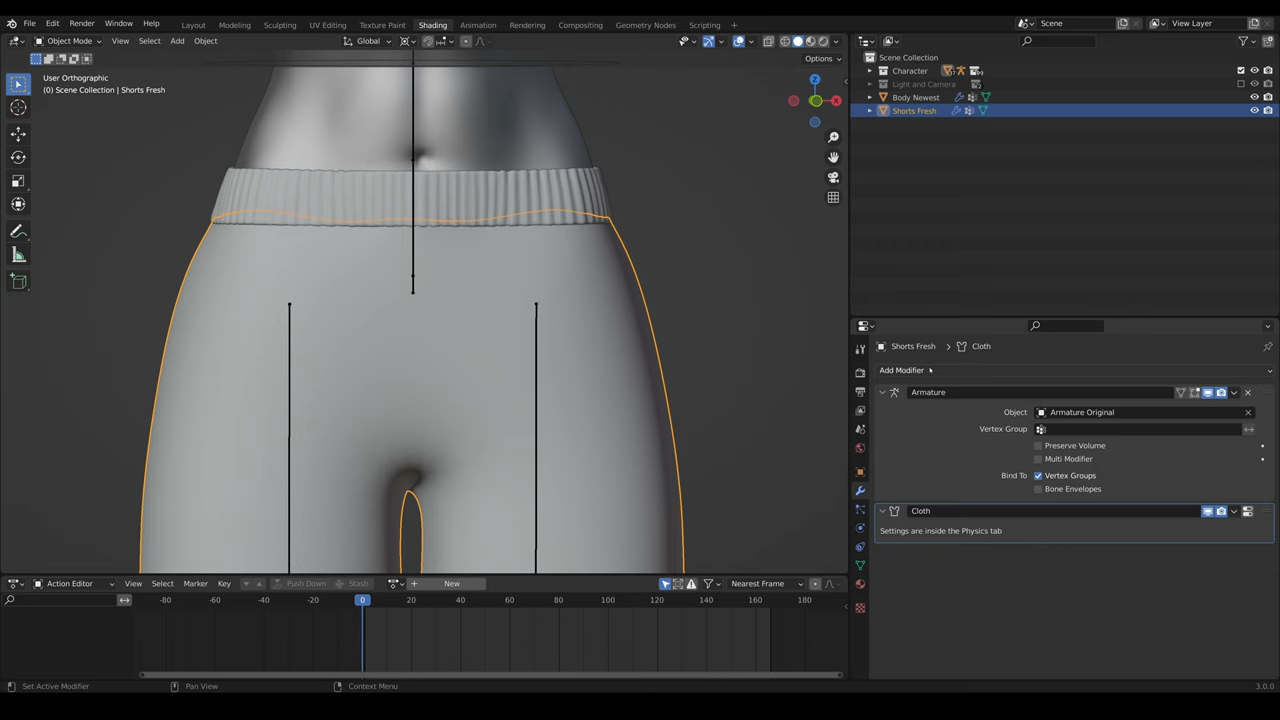 File Edit Render Window Help
Layout Modeling Sculpting UV Editing Texture Paint Shading Animation Rendering Compositing Geometry Nodes Scripting +
Scene
View Layer
Object Mode View Select Add Object
Global
Options
User Orthographic
(0) Scene Collection | Shorts Fresh
Z
X
Scene Collection
Character
Light and Camera
Body Newest
Shorts Fresh
Shorts Fresh > Cloth
Add Modifier
Armature
Object Armature Original
Vertex Group
Preserve Volume
Multi Modifier
Bind To Vertex Groups
Bone Envelopes
Cloth
Settings are inside the Physics tab
Action Editor View Select Marker Key Push Down Stash + New Nearest Frame
-80 -60 -40 -20 0 20 40 60 80 100 120 140 160 180
Set Active Modifier Pan View Context Menu 3.0.0